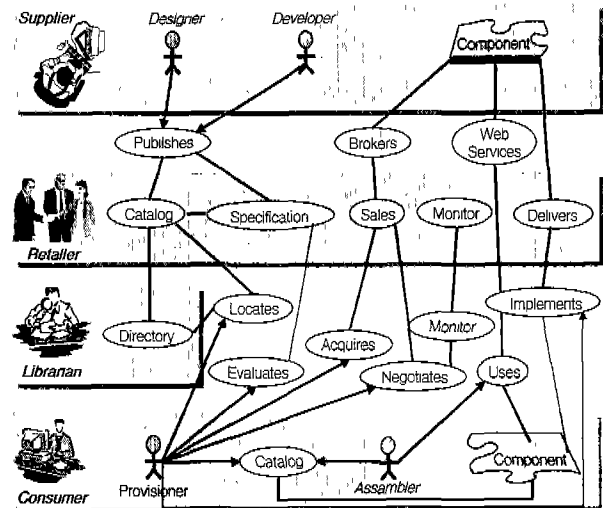 Supplier
Designer
Developer
Component
Publishes
Brokers
Web
Services
Catalog
Specification
Sales
Monitor
Delivers
Retailer
Locates
Implements
Directory
Monitor
Acquires
Librarian
Evaluates
Negotiates
Uses
Catalog
Component
Provisioner
Assembler
Consumer